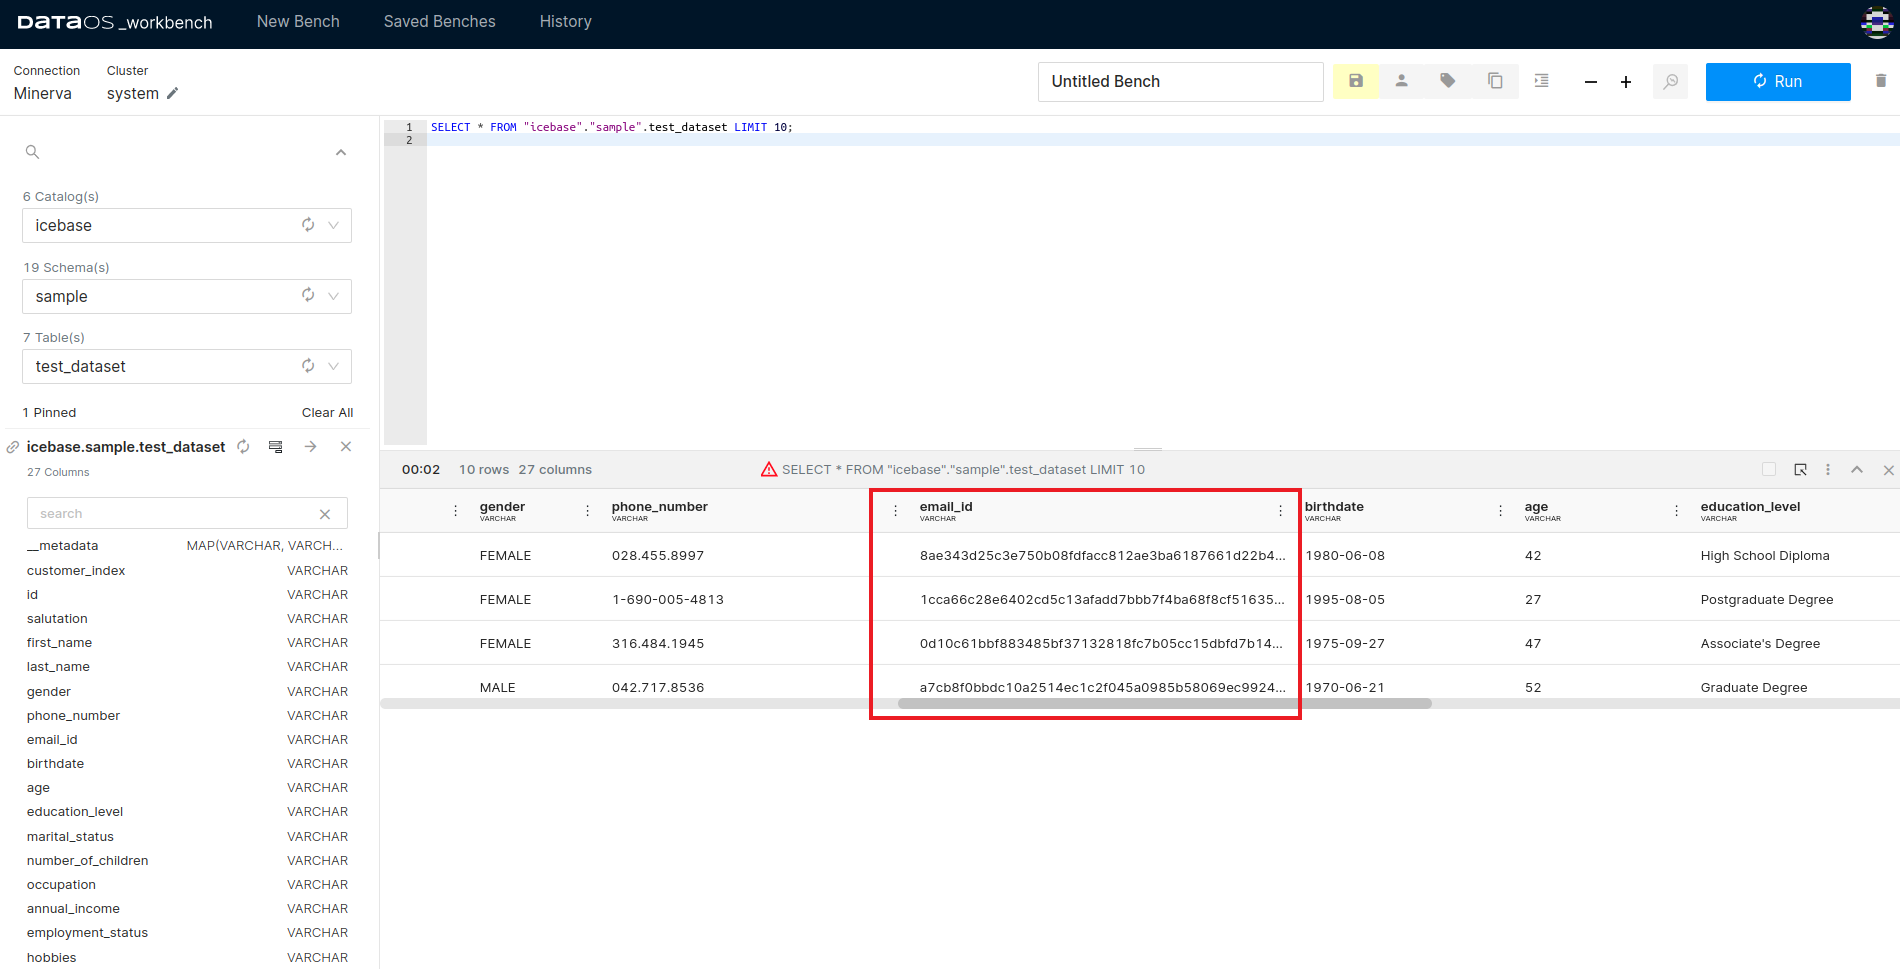 DATAOS _workbench New Bench Saved Benches History
Connection Cluster
Minerva system
Untitled Bench
Run
1 SELECT * FROM "icebase"."sample".test_dataset LIMIT 10;
2
6 Catalog(s)
icebase
19 Schema(s)
sample
7 Table(s)
test_dataset
1 Pinned Clear All
icebase.sample.test_dataset
27 Columns
search
__metadata MAP(VARCHAR, VARCH...
customer_index VARCHAR
id VARCHAR
salutation VARCHAR
first_name VARCHAR
last_name VARCHAR
gender VARCHAR
phone_number VARCHAR
email_id VARCHAR
birthdate VARCHAR
age VARCHAR
education_level VARCHAR
marital_status VARCHAR
number_of_children VARCHAR
occupation VARCHAR
annual_income VARCHAR
employment_status VARCHAR
hobbies VARCHAR
00:02 10 rows 27 columns SELECT * FROM "icebase"."sample".test_dataset LIMIT 10
gender phone_number email_id birthdate age education_level
VARCHAR VARCHAR VARCHAR VARCHAR VARCHAR VARCHAR
FEMALE 028.455.8997 8ae343d25c3e750b08fdfacc812ae3ba6187661d22b4... 1980-06-08 42 High School Diploma
FEMALE 1-690-005-4813 1cca66c28e6402cd5c13afadd7bbb7f4ba68f8cf51635... 1995-08-05 27 Postgraduate Degree
FEMALE 316.484.1945 0d10c61bbf883485bf37132818fc7b05cc15dbfd7b14... 1975-09-27 47 Associate's Degree
MALE 042.717.8536 a7cb8f0bbdc10a2514ec1c2f045a0985b58069ec9924... 1970-06-21 52 Graduate Degree